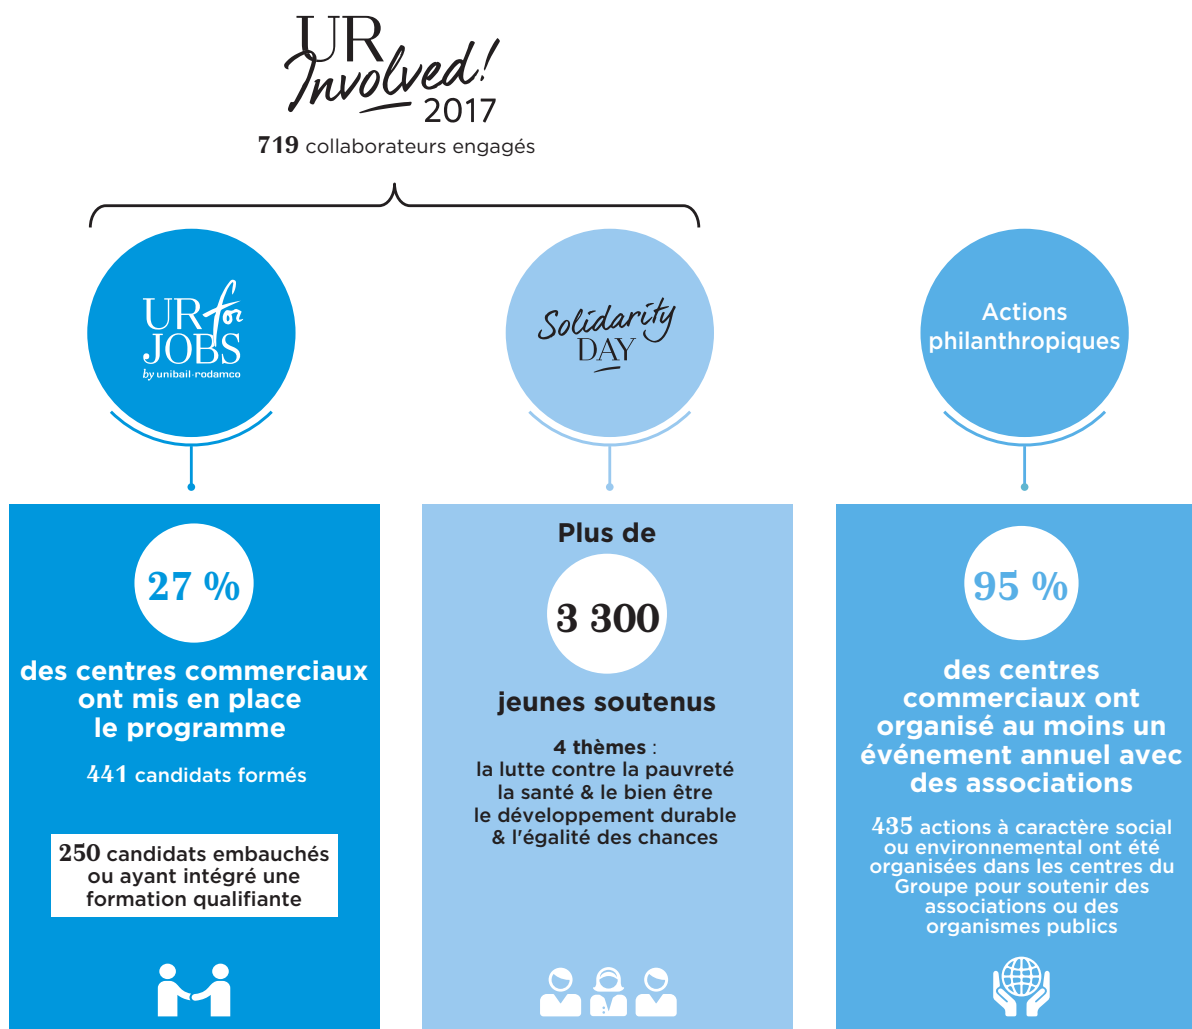 UR
Involved!
2017
719 collaborateurs engagés
UR for
JOBS
by unibail-rodamco
Solidarity
DAY
Actions
philanthropiques
27 %
des centres commerciaux
ont mis en place
le programme
441 candidats formés
250 candidats embauchés
ou ayant intégré une
formation qualifiante
Plus de
3 300
jeunes soutenus
4 thèmes :
la lutte contre la pauvreté
la santé & le bien être
le développement durable
& l'égalité des chances
95 %
des centres
commerciaux ont
organisé au moins un
événement annuel avec
des associations
435 actions à caractère social
ou environnemental ont été
organisées dans les centres du
Groupe pour soutenir des
associations ou des
organismes publics